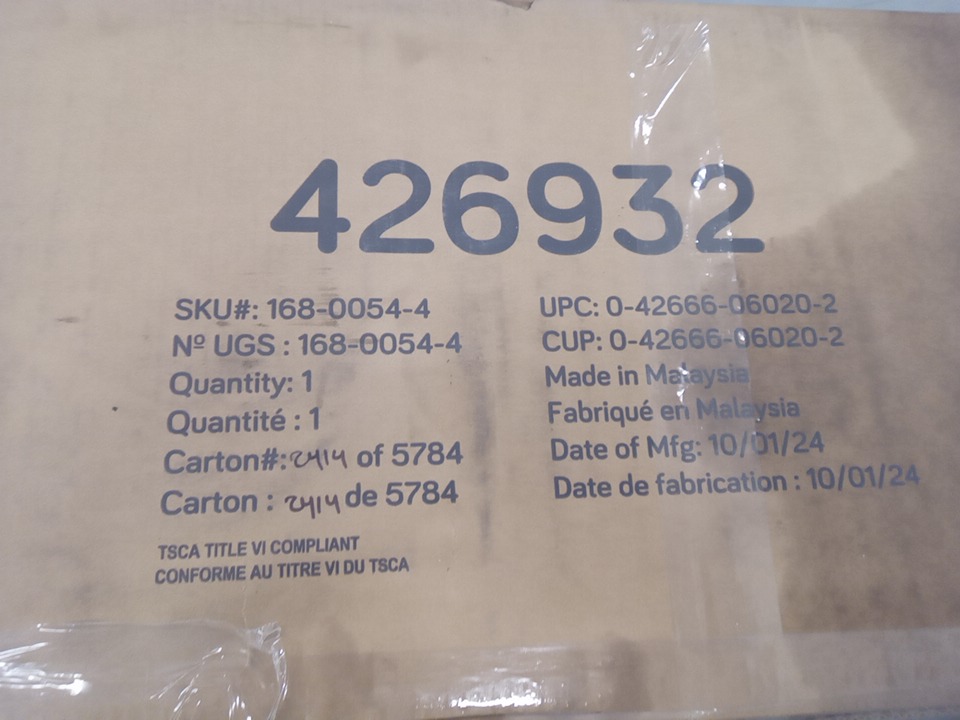 426932
SKU#: 168-0054-4
Nº UGS : 168-0054-4
Quantity: 1
Quantité : 1
Carton#: 2414 of 5784
Carton : 2414 de 5784
TSCA TITLE VI COMPLIANT
CONFORME AU TITRE VI DU TSCA
UPC: 0-42666-06020-2
CUP: 0-42666-06020-2
Made in Malaysia
Fabriqué en Malaysia
Date of Mfg: 10/01/24
Date de fabrication : 10/01/24